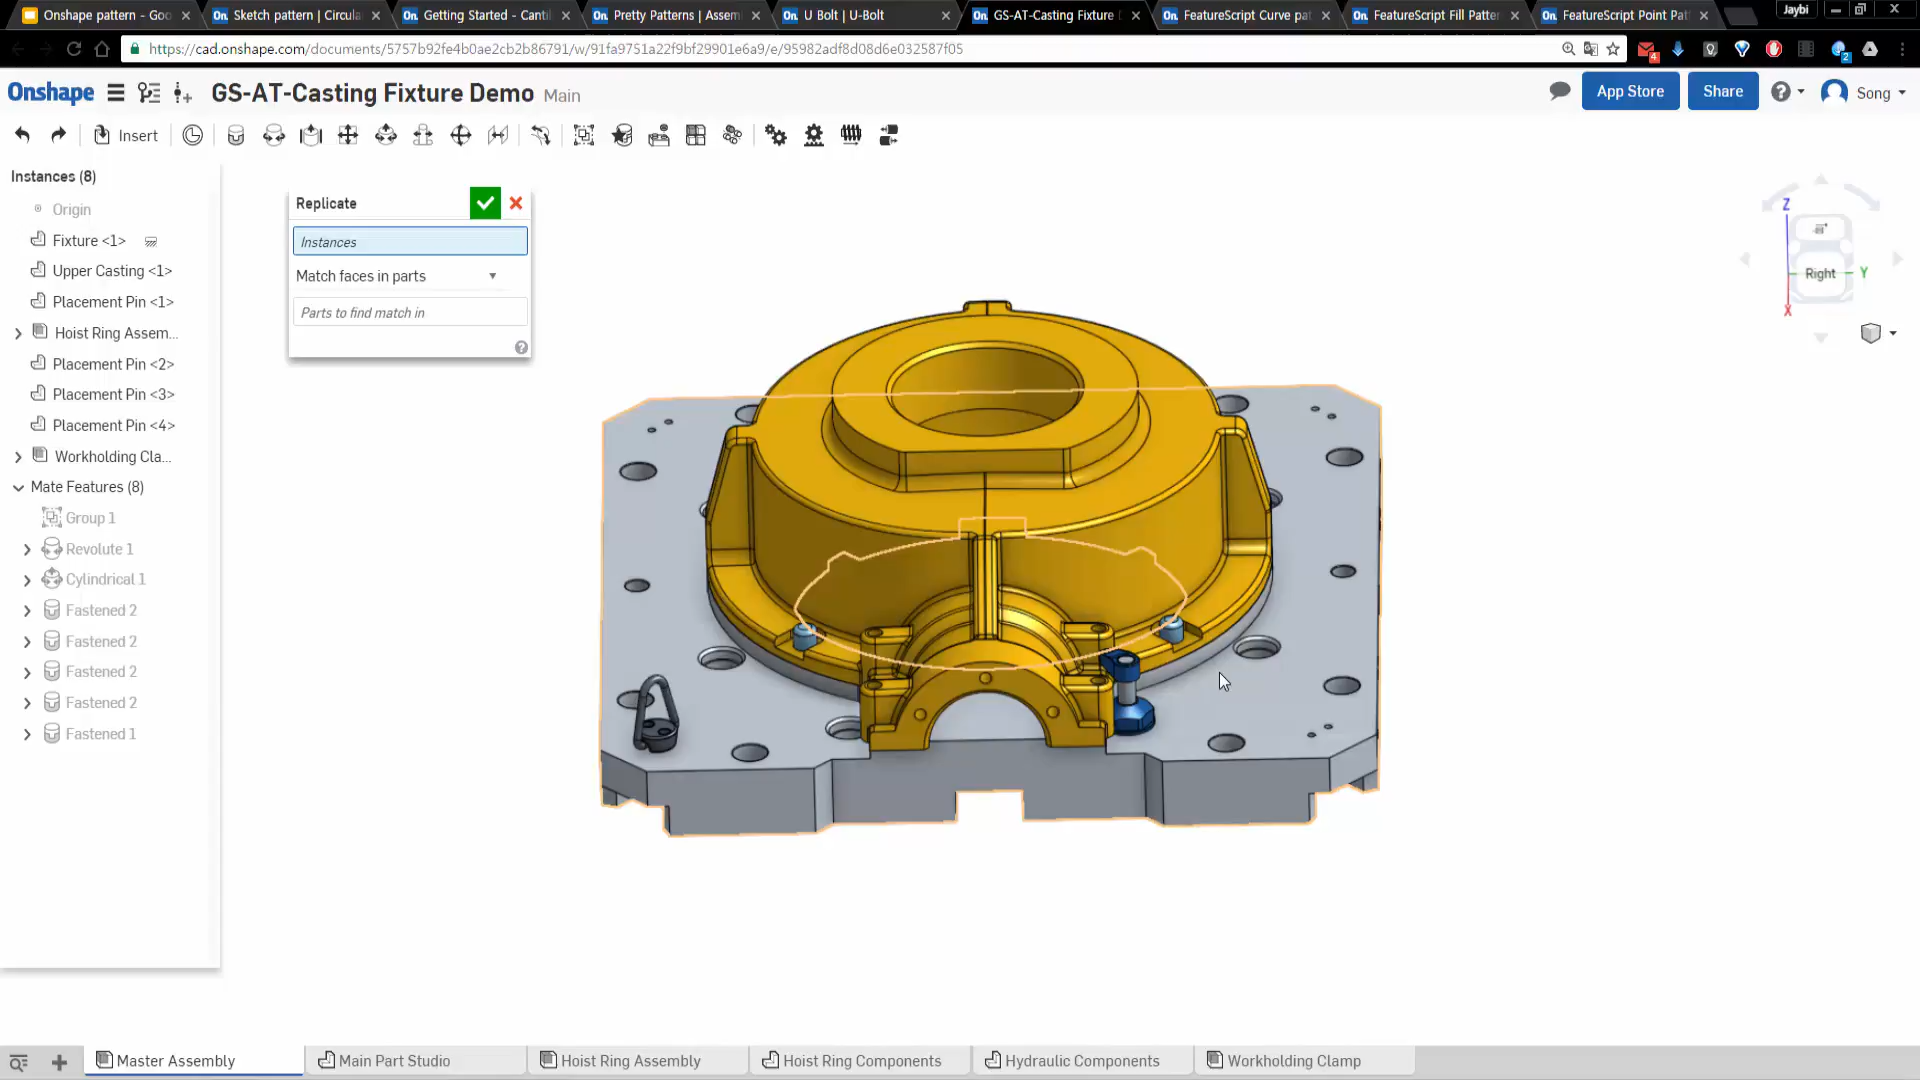 Onshape pattern - Goo
Sketch pattern | Circula
Getting Started - Canti
Pretty Patterns | Assem
U Bolt | U-Bolt
GS-AT-Casting Fixture D
FeatureScript Curve pat
FeatureScript Fill Patter
FeatureScript Point Pat
Jaybi
https://cad.onshape.com/documents/5757b92fe4b0ae2cb2b86791/w/91fa9751a22f9bf29901e6a9/e/95982adf8d08d6e032587f05
4
2
Onshape
GS-AT-Casting Fixture Demo Main
App Store
Share
Song
Insert
Instances (8)
Origin
Fixture <1>
Upper Casting <1>
Placement Pin <1>
Hoist Ring Assem...
Placement Pin <2>
Placement Pin <3>
Placement Pin <4>
Workholding Cla...
Mate Features (8)
Group 1
Revolute 1
Cylindrical 1
Fastened 2
Fastened 2
Fastened 2
Fastened 2
Fastened 1
Replicate
Instances
Match faces in parts
Parts to find match in
Z
Right
Y
X
Master Assembly
Main Part Studio
Hoist Ring Assembly
Hoist Ring Components
Hydraulic Components
Workholding Clamp